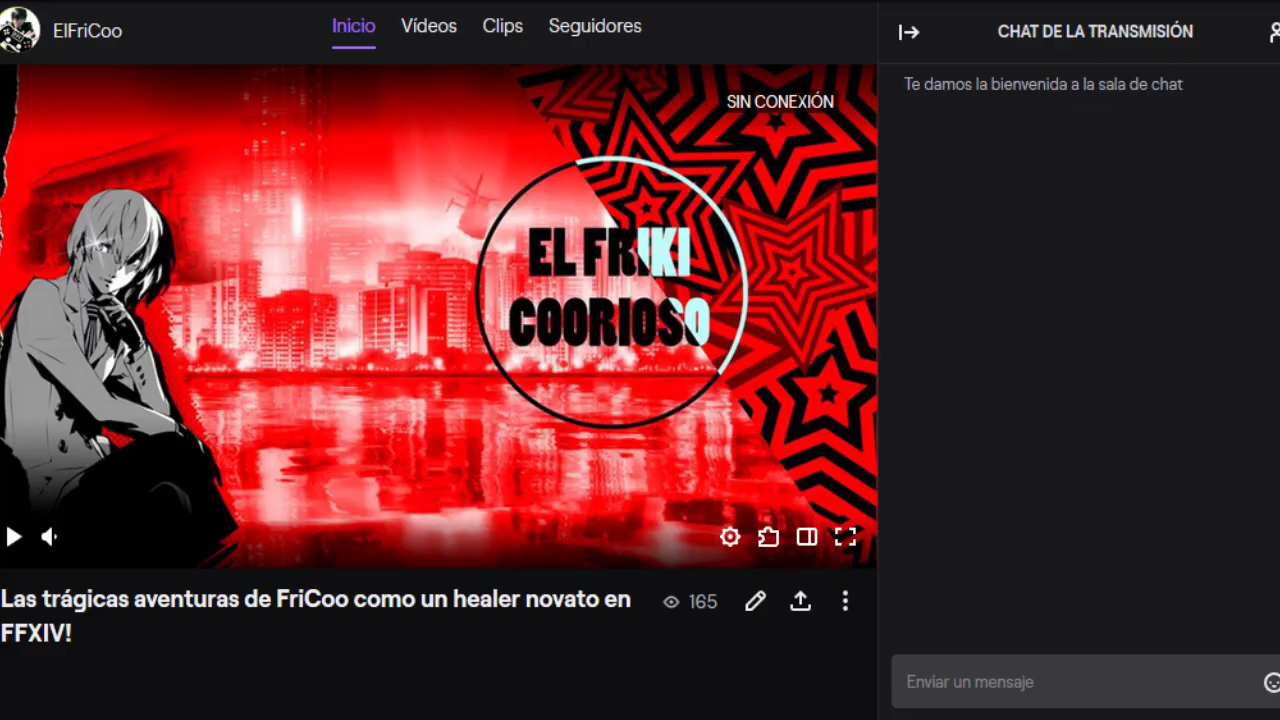 ElFriCoo
Inicio Vídeos Clips Seguidores
CHAT DE LA TRANSMISIÓN
Te damos la bienvenida a la sala de chat
SIN CONEXIÓN
EL FRIKI
COORIOSO
Las trágicas aventuras de FriCoo como un healer novato en
FFXIV!
165
Enviar un mensaje